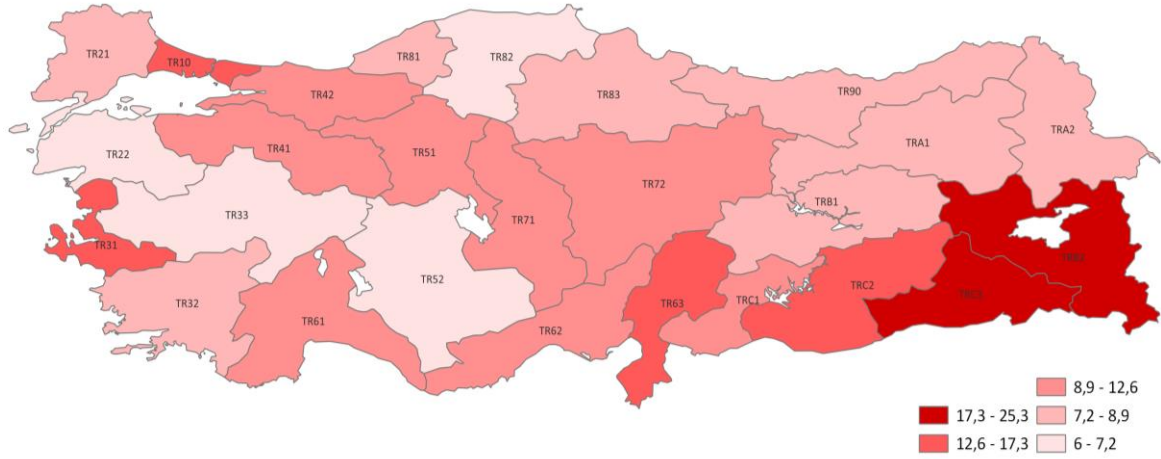 TR21
TR10
TR81
TR82
TR42
TR83
TR90
TRA2
TRA1
TR22
TR41
TR51
TR72
TRB1
TR33
TR71
TR31
TR52
TRB2
TR32
TR63
TRC1
TRC2
TRC3
TR61
TR62
8,9 - 12,6
17,3 - 25,3
7,2 - 8,9
12,6 - 17,3
6 - 7,2